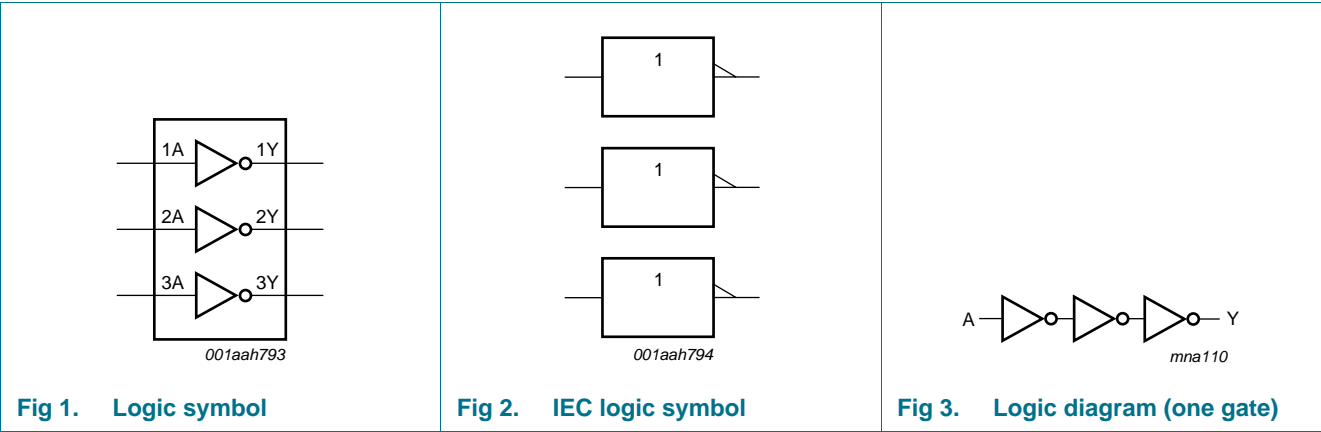 1A 1Y
2A 2Y
3A 3Y
001aah793
Fig 1. Logic symbol
1
1
1
001aah794
Fig 2. IEC logic symbol
A Y
mna110
Fig 3. Logic diagram (one gate)